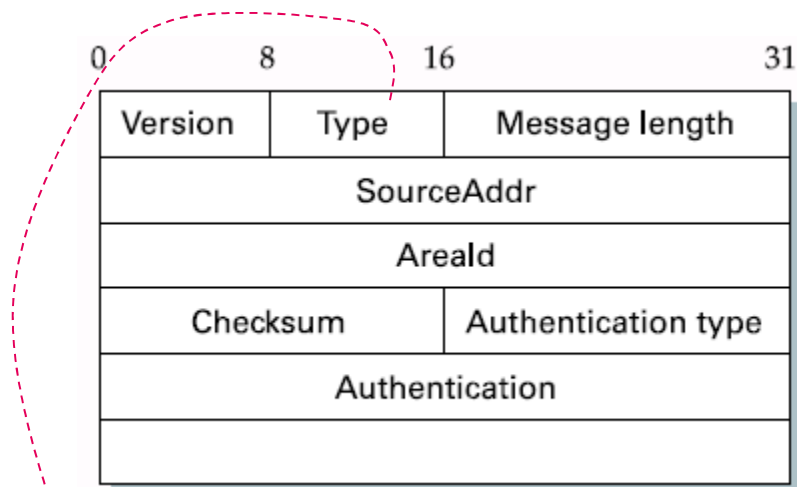 0 8 16 31
Version Type Message length
SourceAddr
AreaId
Checksum Authentication type
Authentication